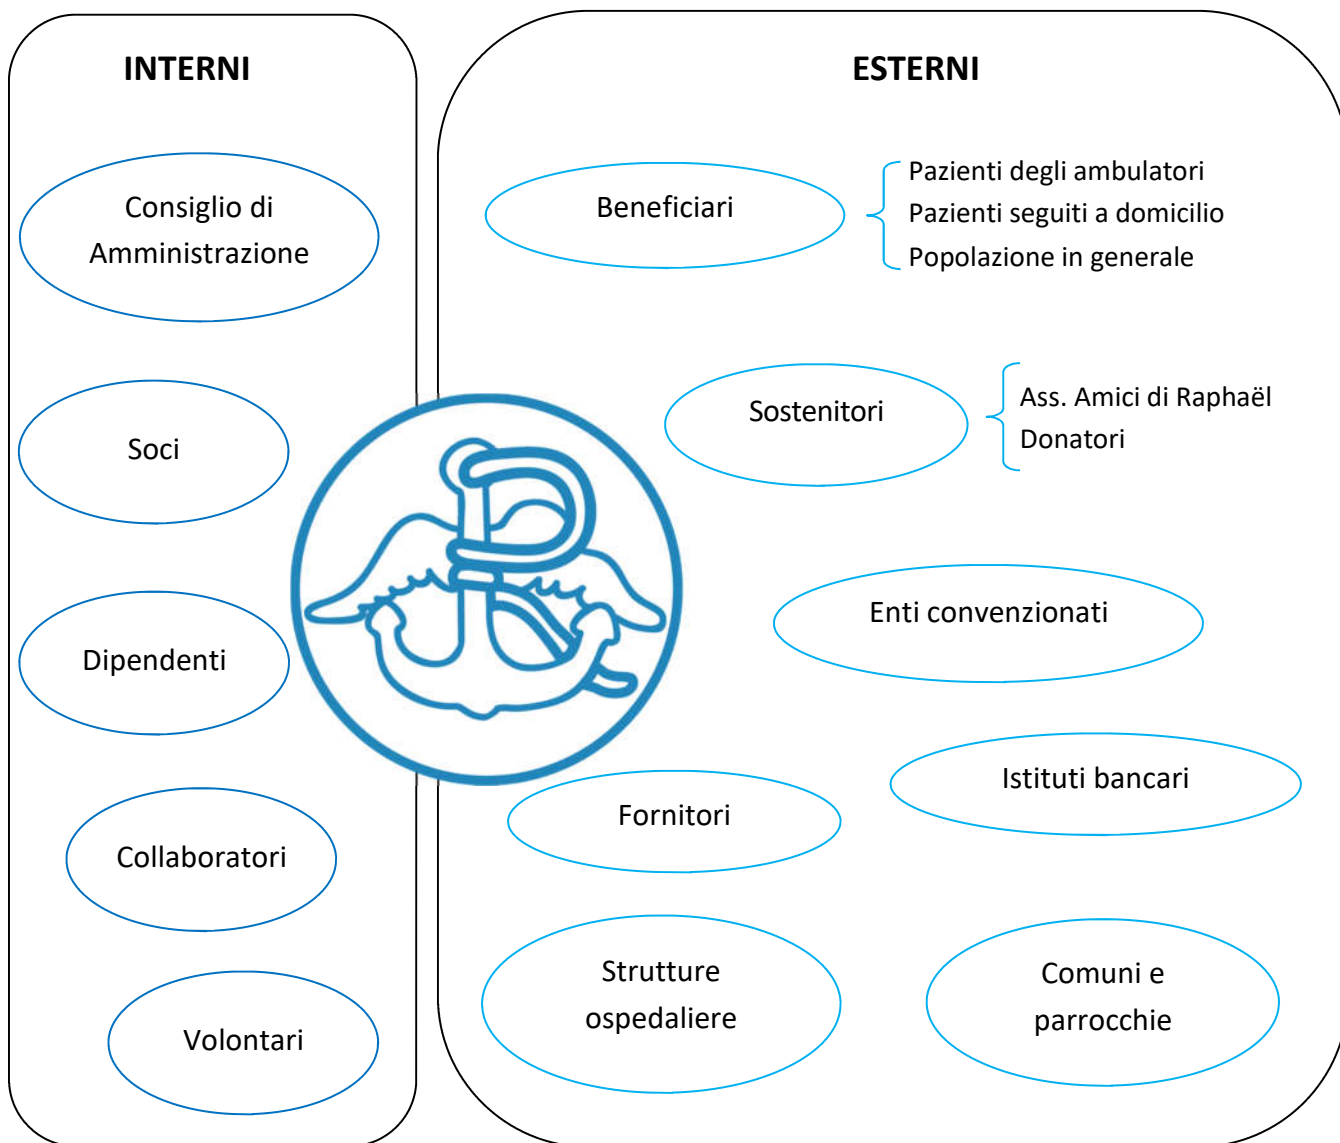 INTERNI
Consiglio di
Amministrazione
Soci
Dipendenti
Collaboratori
Volontari
ESTERNI
Beneficiari
Pazienti degli ambulatori
Pazienti seguiti a domicilio
Popolazione in generale
Sostenitori
Ass. Amici di Raphaël
Donatori
Enti convenzionati
Istituti bancari
Fornitori
Strutture
ospedaliere
Comuni e
parrocchie